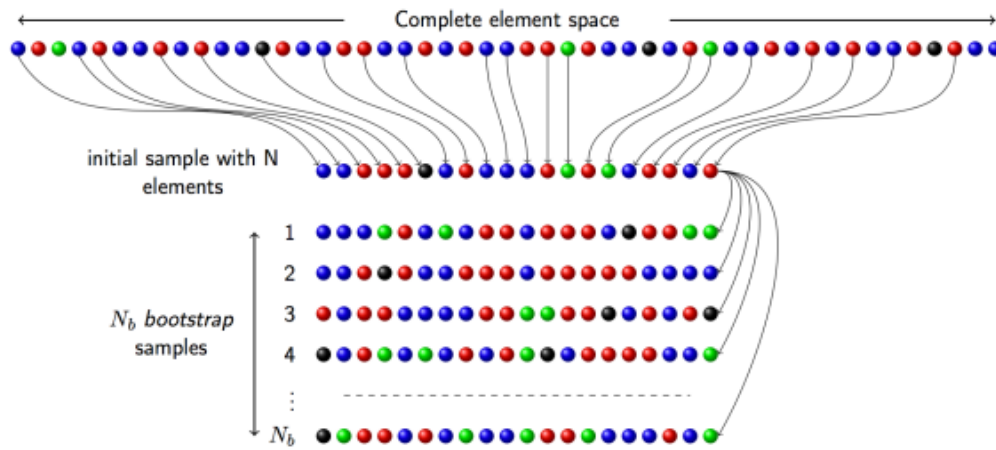 Complete element space
initial sample with N
elements
1
2
3
4
⋮
N_b
N_b bootstrap
samples